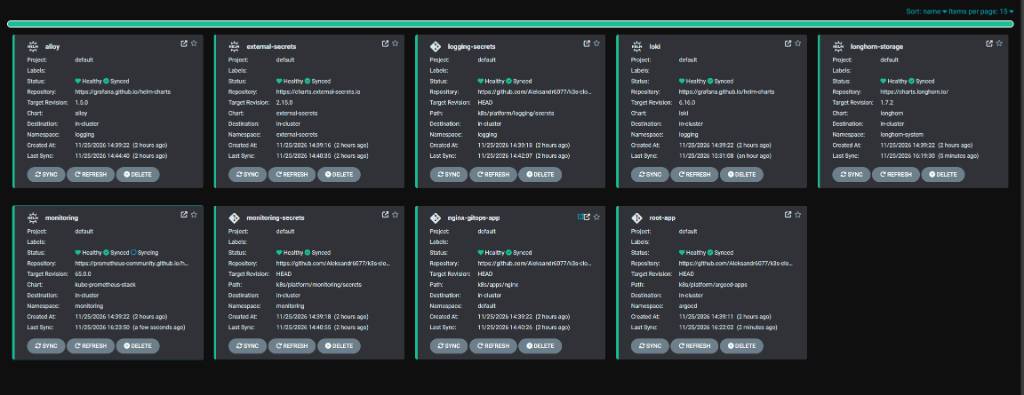 Sort: name Items per page: 15
alloy
Project: default
Labels:
Status: Healthy Synced
Repository: https://grafana.github.io/helm-charts
Target Revision: 1.5.0
Chart: alloy
Destination: in-cluster
Namespace: logging
Created At: 11/25/2026 14:39:22 (2 hours ago)
Last Sync: 11/25/2026 14:44:40 (2 hours ago)
SYNC REFRESH DELETE
external-secrets
Project: default
Labels:
Status: Healthy Synced
Repository: https://charts.external-secrets.io
Target Revision: 2.15.0
Chart: external-secrets
Destination: in-cluster
Namespace: external-secrets
Created At: 11/25/2026 14:39:16 (2 hours ago)
Last Sync: 11/25/2026 14:40:35 (2 hours ago)
SYNC REFRESH DELETE
logging-secrets
Project: default
Labels:
Status: Healthy Synced
Repository: https://github.com/Aleksandr6077/k3s-clo...
Target Revision: HEAD
Path: k8s/platform/logging/secrets
Destination: in-cluster
Namespace: logging
Created At: 11/25/2026 14:39:18 (2 hours ago)
Last Sync: 11/25/2026 14:42:07 (2 hours ago)
SYNC REFRESH DELETE
loki
Project: default
Labels:
Status: Healthy Synced
Repository: https://grafana.github.io/helm-charts
Target Revision: 6.16.0
Chart: loki
Destination: in-cluster
Namespace: logging
Created At: 11/25/2026 14:39:22 (2 hours ago)
Last Sync: 11/25/2026 15:31:08 (an hour ago)
SYNC REFRESH DELETE
longhorn-storage
Project: default
Labels:
Status: Healthy Synced
Repository: https://charts.longhorn.io/
Target Revision: 1.7.2
Chart: longhorn
Destination: in-cluster
Namespace: longhorn-system
Created At: 11/25/2026 14:39:22 (2 hours ago)
Last Sync: 11/25/2026 16:19:30 (5 minutes ago)
SYNC REFRESH DELETE
monitoring
Project: default
Labels:
Status: Healthy Synced Syncing
Repository: https://prometheus-community.github.io/h...
Target Revision: 65.0.0
Chart: kube-prometheus-stack
Destination: in-cluster
Namespace: monitoring
Created At: 11/25/2026 14:39:22 (2 hours ago)
Last Sync: 11/25/2026 16:23:50 (a few seconds ago)
SYNC REFRESH DELETE
monitoring-secrets
Project: default
Labels:
Status: Healthy Synced
Repository: https://github.com/Aleksandr6077/k3s-clo...
Target Revision: HEAD
Path: k8s/platform/monitoring/secrets
Destination: in-cluster
Namespace: monitoring
Created At: 11/25/2026 14:39:18 (2 hours ago)
Last Sync: 11/25/2026 14:40:55 (2 hours ago)
SYNC REFRESH DELETE
nginx-gitops-app
Project: default
Labels:
Status: Healthy Synced
Repository: https://github.com/Aleksandr6077/k3s-clo...
Target Revision: HEAD
Path: k8s/apps/nginx
Destination: in-cluster
Namespace: default
Created At: 11/25/2026 14:39:22 (2 hours ago)
Last Sync: 11/25/2026 14:40:26 (2 hours ago)
SYNC REFRESH DELETE
root-app
Project: default
Labels:
Status: Healthy Synced
Repository: https://github.com/Aleksandr6077/k3s-clo...
Target Revision: HEAD
Path: k8s/platform/argocd-apps
Destination: in-cluster
Namespace: argocd
Created At: 11/25/2026 14:39:11 (2 hours ago)
Last Sync: 11/25/2026 16:22:03 (2 minutes ago)
SYNC REFRESH DELETE